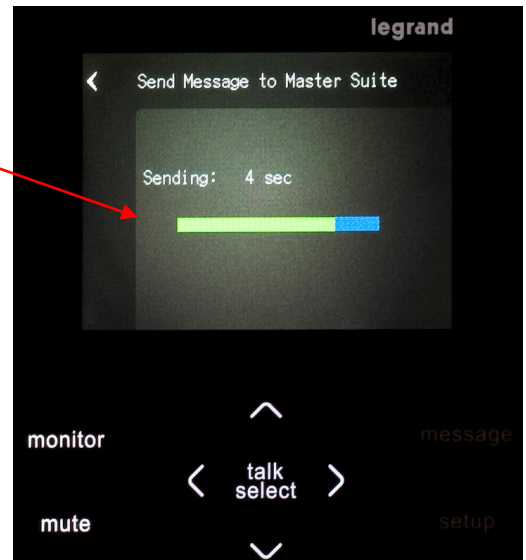 legrand
Send Message to Master Suite
Sending: 4 sec
monitor
message
talk
select
mute
setup